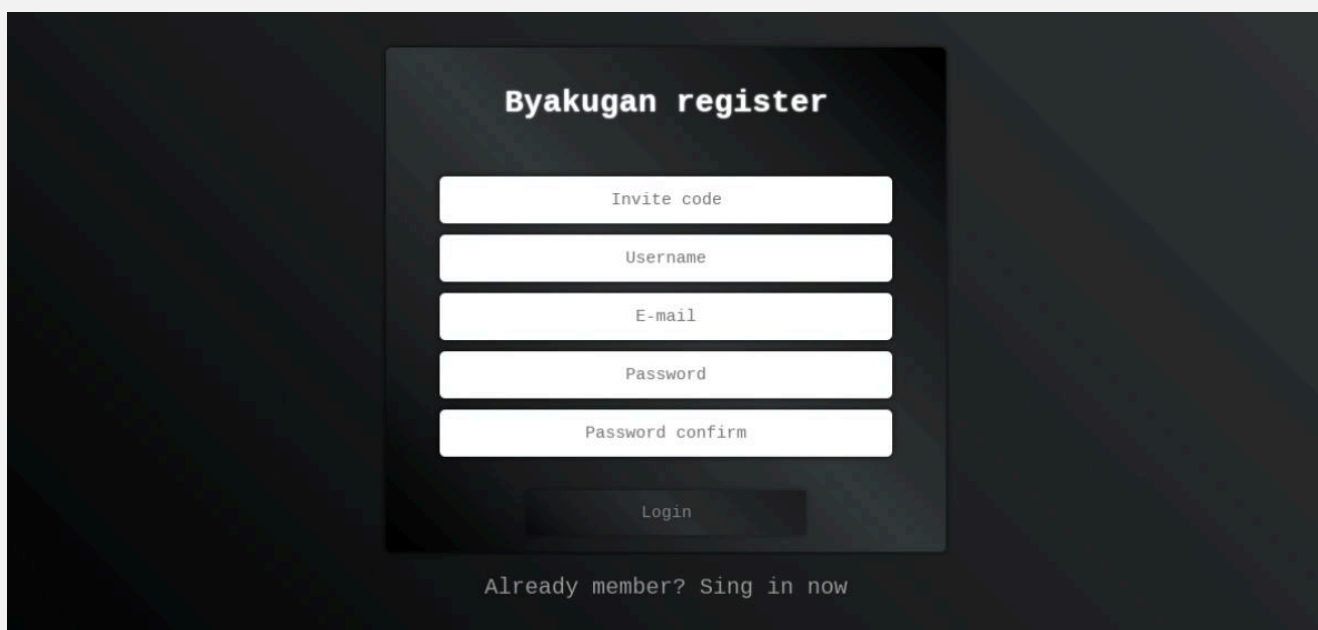 Byakugan register
Invite code
Username
E-mail
Password
Password confirm
Login
Already member? Sing in now